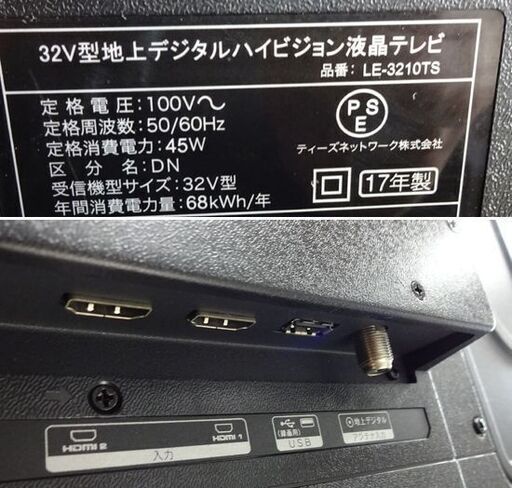 32V型地上デジタルハイビジョン液晶テレビ
品番: LE-3210TS
定格電圧:100V〜
定格周波数:50/60Hz
定格消費電力:45W
区分名:DN
受信機型サイズ:32V型
年間消費電力量:68kWh/年
PSE
ティーズネットワーク株式会社
17年製
HDMI 2
HDMI 1
入力
(録画用)
USB
地上デジタル
アンテナ入力